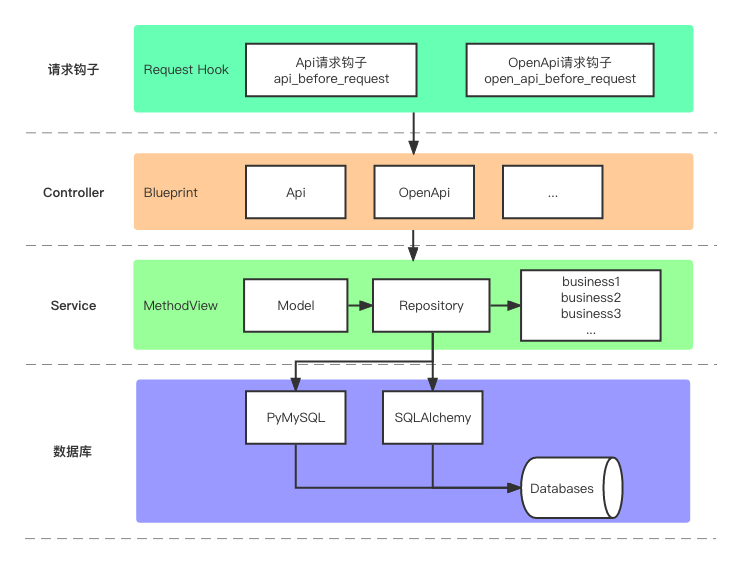 请求钩子
Request Hook
Api请求钩子
api_before_request
OpenApi请求钩子
open_api_before_request
Controller
Blueprint
Api
OpenApi
...
Service
MethodView
Model
Repository
business1
business2
business3
...
数据库
PyMySQL
SQLAlchemy
Databases